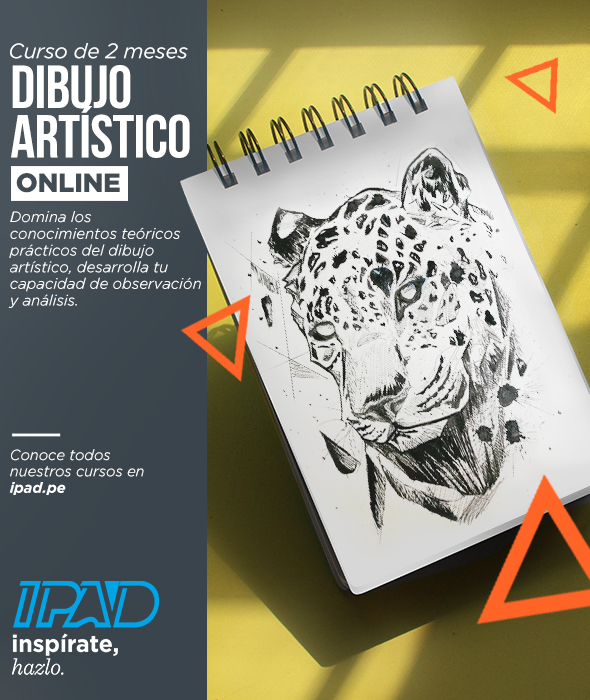 Curso de 2 meses
DIBUJO
ARTÍSTICO
ONLINE
Domina los
conocimientos teóricos
prácticos del dibujo
artístico, desarrolla tu
capacidad de observación
y análisis.
Conoce todos
nuestros cursos en
ipad.pe
IPAD
inspírate,
hazlo.